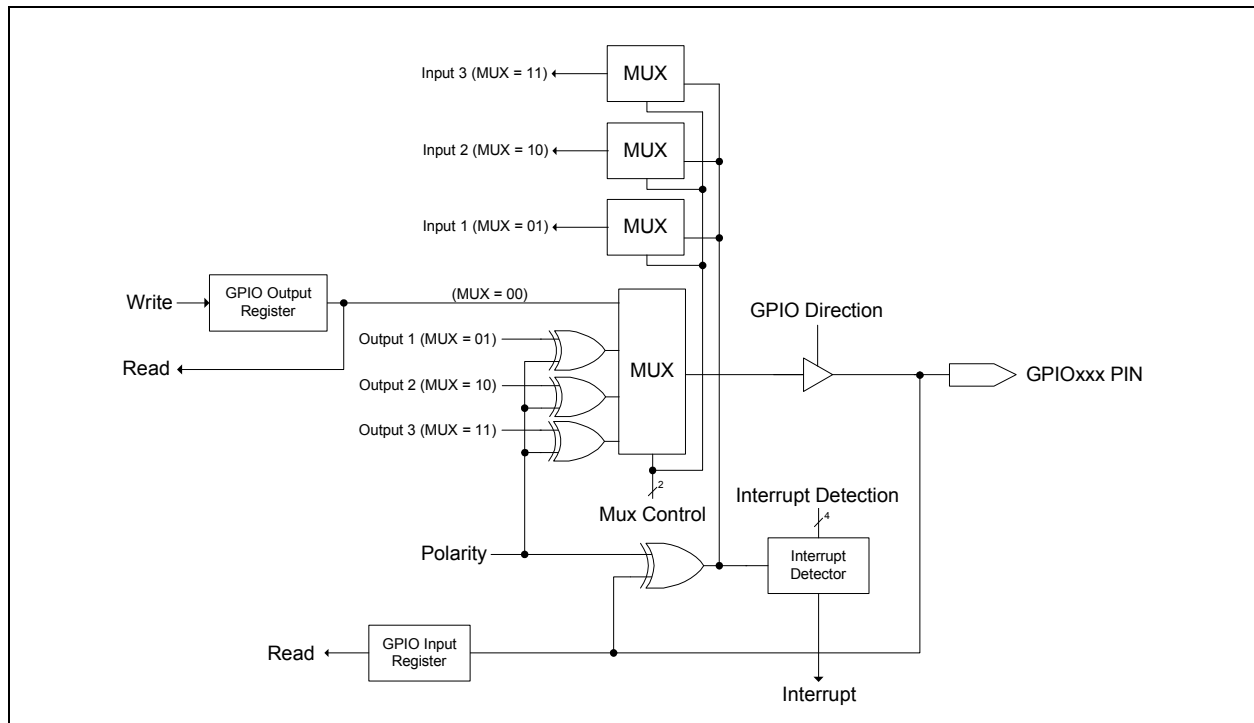 Input 3 (MUX = 11)
MUX
Input 2 (MUX = 10)
MUX
Input 1 (MUX = 01)
MUX
Write
GPIO Output
Register
(MUX = 00)
GPIO Direction
Output 1 (MUX = 01)
Read
MUX
Output 2 (MUX = 10)
GPIOxxx PIN
Output 3 (MUX = 11)
2
Mux Control
Interrupt Detection
4
Polarity
Interrupt
Detector
Read
GPIO Input
Register
Interrupt